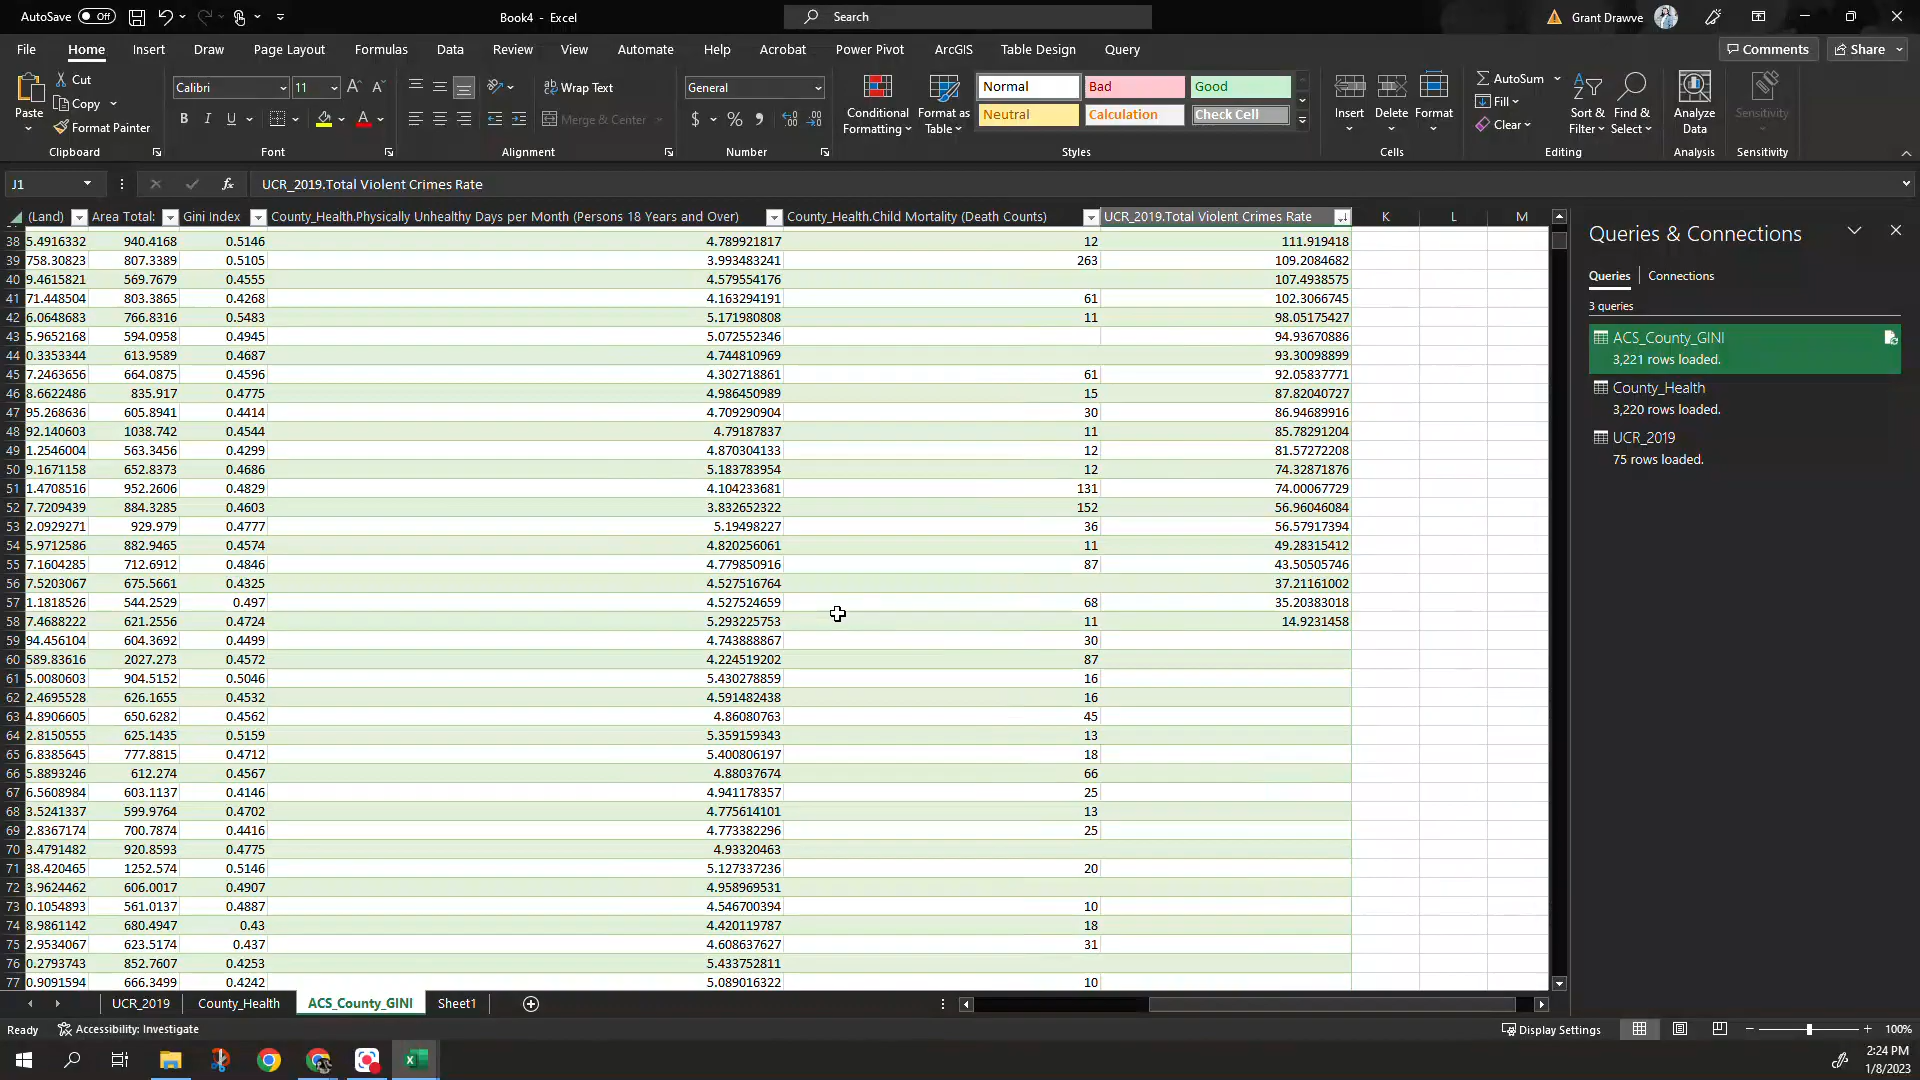 AutoSave Off Book4 - Excel Search Grant Drawve
File Home Insert Draw Page Layout Formulas Data Review View Automate Help Acrobat Power Pivot ArcGIS Table Design Query Comments Share
Paste Cut Calibri 11 Wrap Text General Conditional Format as Normal Bad Good Insert Delete Format AutoSum Sort & Find & Analyze Sensitivity
Copy B I U Merge & Center $ % Formatting Table Neutral Calculation Check Cell Fill Filter Select Data
Format Painter Clear
Clipboard Font Alignment Number Styles Cells Editing Analysis Sensitivity
J1 fx UCR_2019.Total Violent Crimes Rate
(Land) Area Total: Gini Index County_Health.Physically Unhealthy Days per Month (Persons 18 Years and Over) County_Health.Child Mortality (Death Counts) UCR_2019.Total Violent Crimes Rate K L M
38 5.4916332 940.4168 0.5146 4.789921817 12 111.919418
39 758.30823 807.3389 0.5105 3.993483241 263 109.2084682
40 9.4615821 569.7679 0.4555 4.579554176 107.4938575
41 71.448504 803.3865 0.4268 4.163294191 61 102.3066745
42 6.0648683 766.8316 0.5483 5.171980808 11 98.05175427
43 5.9652168 594.0958 0.4945 5.072552346 94.93670886
44 0.3353344 613.9589 0.4687 4.744810969 93.30098899
45 7.2463656 664.0875 0.4596 4.302718861 61 92.05837771
46 8.6622486 835.917 0.4775 4.986450989 15 87.82040727
47 95.268636 605.8941 0.4414 4.709290904 30 86.94689916
48 92.140603 1038.742 0.4544 4.79187837 11 85.78291204
49 1.2546004 563.3456 0.4299 4.870304133 12 81.57272208
50 9.1671158 652.8373 0.4686 5.183783954 12 74.32871876
51 1.4708516 952.2606 0.4829 4.104233681 131 74.00067729
52 7.7209439 884.3285 0.4603 3.832652322 152 56.96046084
53 2.0929271 929.979 0.4777 5.19498227 36 56.57917394
54 5.9712586 882.9465 0.4574 4.820256061 11 49.28315412
55 7.1604285 712.6912 0.4846 4.779850916 87 43.50505746
56 7.5203067 675.5661 0.4325 4.527516764 37.21161002
57 1.1818526 544.2529 0.497 4.527524659 68 35.20383018
58 7.4688222 621.2556 0.4724 5.293225753 11 14.9231458
59 94.456104 604.3692 0.4499 4.743888867 30
60 589.83616 2027.273 0.4572 4.224519202 87
61 5.0080603 904.5152 0.5046 5.430278859 16
62 2.4695528 626.1655 0.4532 4.591482438 16
63 4.8906605 650.6282 0.4562 4.86080763 45
64 2.8150555 625.1435 0.5159 5.359159343 13
65 6.8385645 777.8815 0.4712 5.400806197 18
66 5.8893246 612.274 0.4567 4.88037674 66
67 6.5608984 603.1137 0.4146 4.941178357 25
68 3.5241337 599.9764 0.4702 4.775614101 13
69 2.8367174 700.7874 0.4416 4.773382296 25
70 3.4791482 920.8593 0.4775 4.93320463
71 38.420465 1252.574 0.5146 5.127337236 20
72 3.9624462 606.0017 0.4907 4.958969531
73 0.1054893 561.0137 0.4887 4.546700394 10
74 8.9861142 680.4947 0.43 4.420119787 18
75 2.9534067 623.5174 0.437 4.608637627 31
76 0.2793743 852.7607 0.4253 5.433752811
77 0.9091594 666.3499 0.4242 5.089016322 10
Queries & Connections
Queries Connections
3 queries
ACS_County_GINI
3,221 rows loaded.
County_Health
3,220 rows loaded.
UCR_2019
75 rows loaded.
UCR_2019 County_Health ACS_County_GINI Sheet1
Ready Accessibility: Investigate Display Settings 100%
2:24 PM
1/8/2023